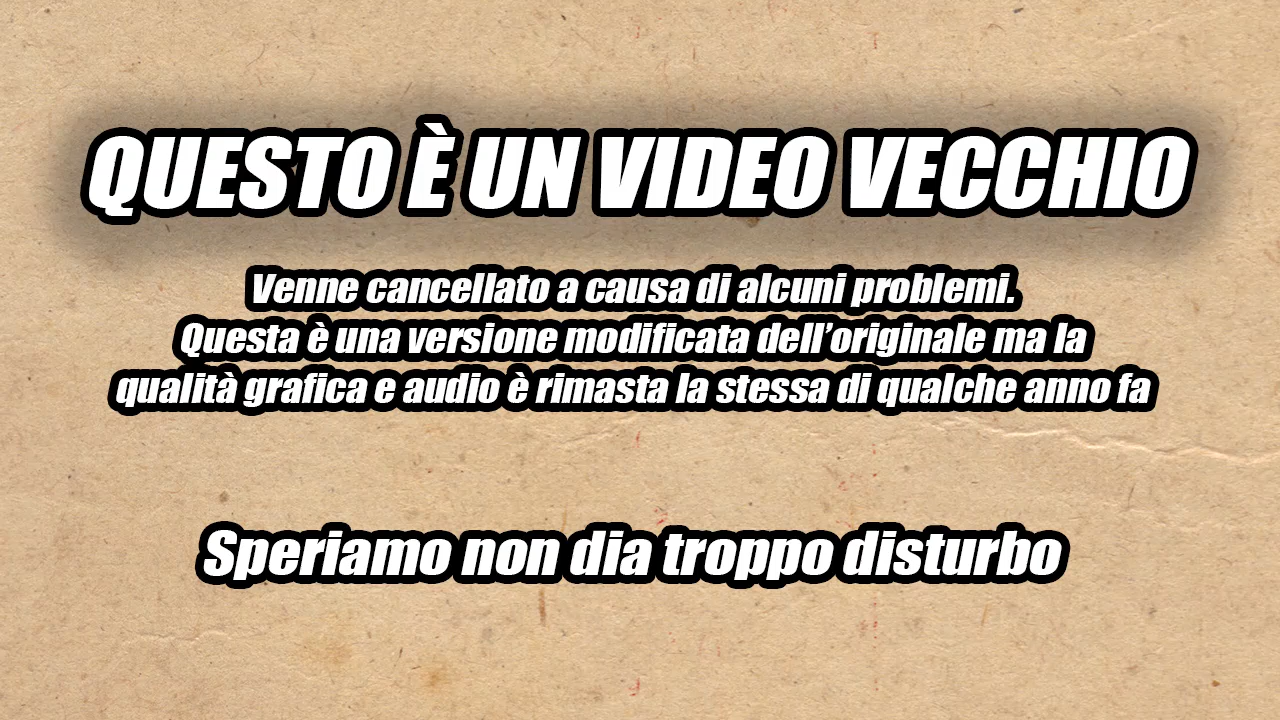 QUESTO È UN VIDEO VECCHIO
Venne cancellato a causa di alcuni problemi.
Questa è una versione modificata dell’originale ma la
qualità grafica e audio è rimasta la stessa di qualche anno fa
Speriamo non dia troppo disturbo